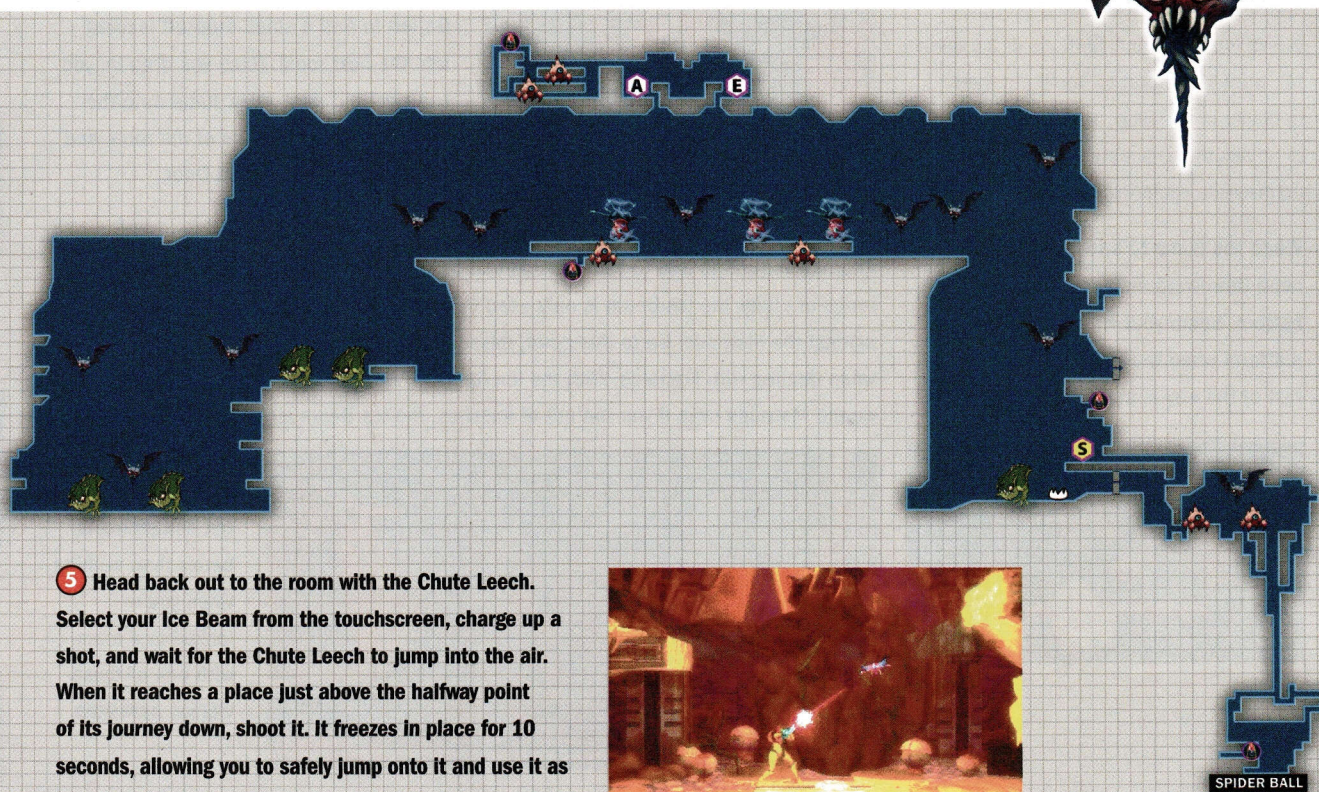 A E
S
5 Head back out to the room with the Chute Leech.
Select your Ice Beam from the touchscreen, charge up a
shot, and wait for the Chute Leech to jump into the air.
When it reaches a place just above the halfway point
of its journey down, shoot it. It freezes in place for 10
seconds, allowing you to safely jump onto it and use it as
SPIDER BALL